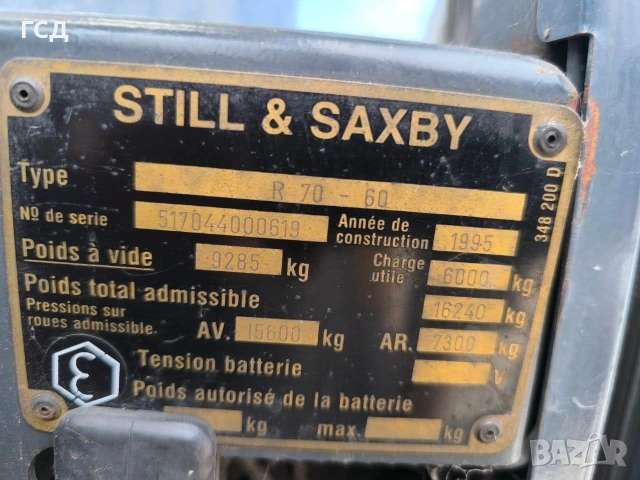 ГСД
STILL & SAXBY
Type R 70 - 60
Nº de serie 517044000619 Année de construction 1995
Poids à vide 9285 kg Charge utile 6000 kg
Poids total admissible 16240 kg
Pressions sur roues admissible. AV. 15600 kg AR. 7300 kg
Tension batterie V
Poids autorisé de la batterie
kg max. kg
348 200 D
BAZAR